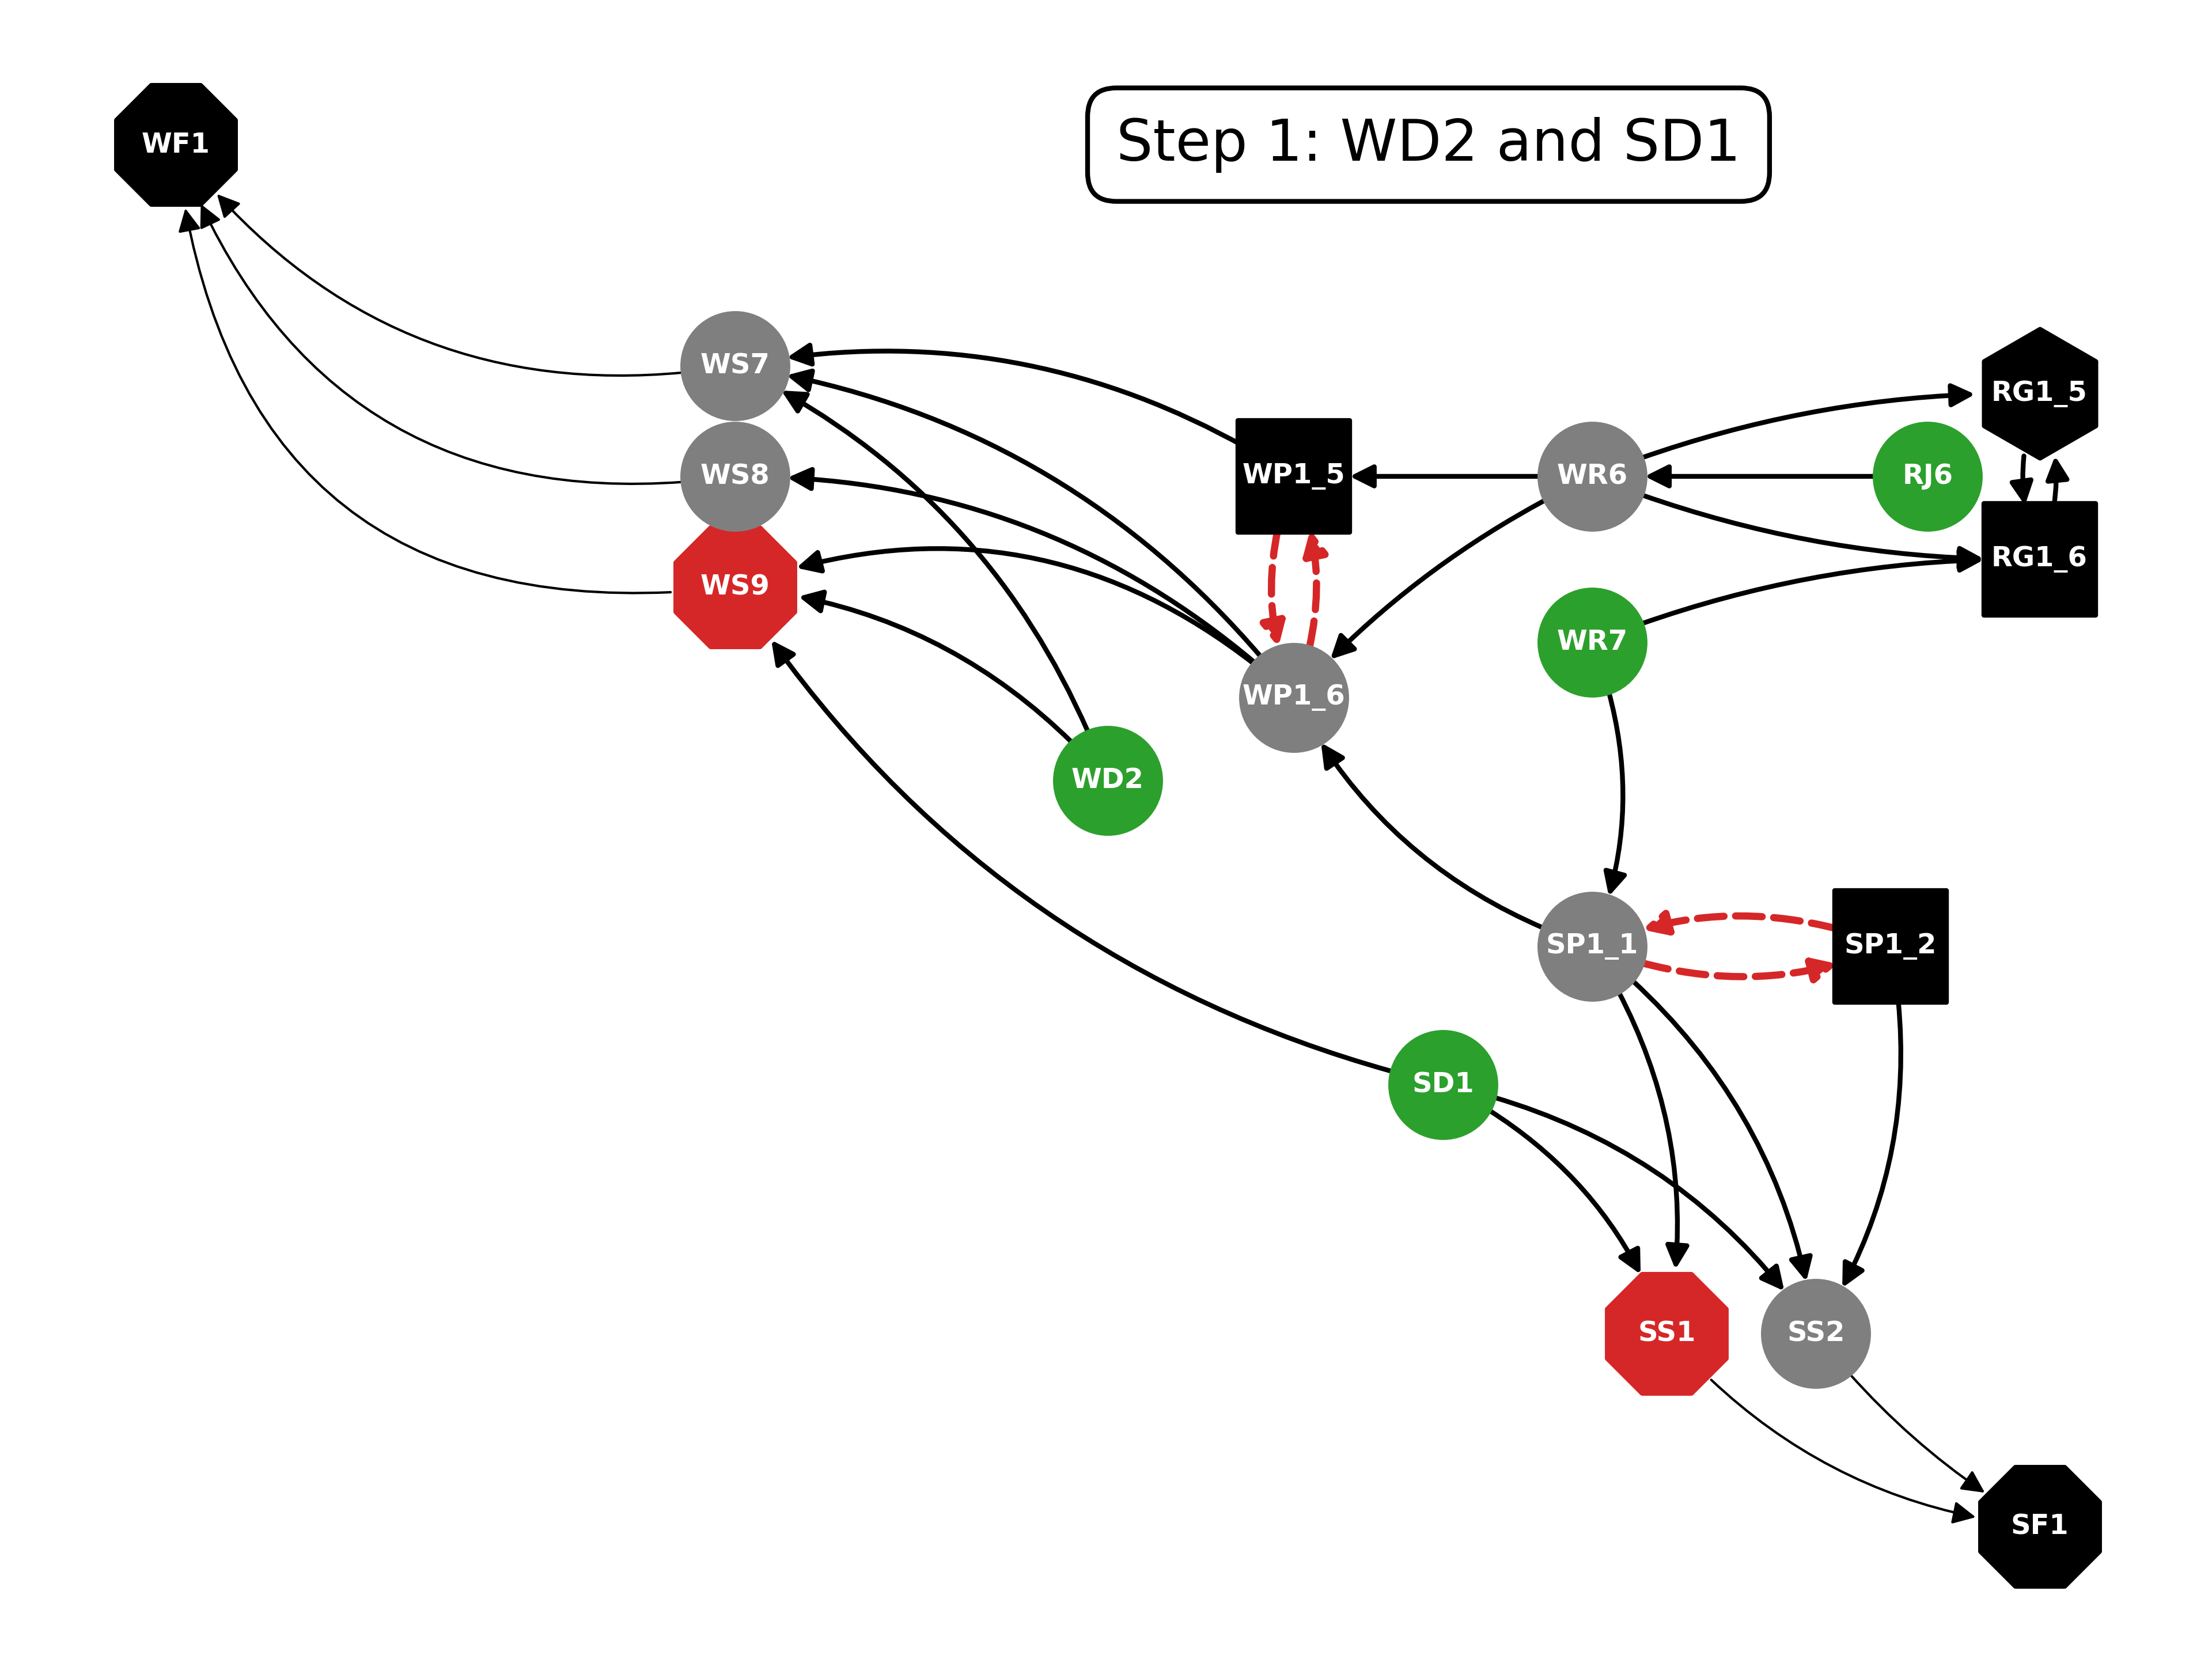 WF1
Step 1: WD2 and SD1
WS7
RG1_5
WS8
WP1_5
WR6
RJ6
RG1_6
WS9
WR7
WP1_6
WD2
SP1_1
SP1_2
SD1
SS1
SS2
SF1